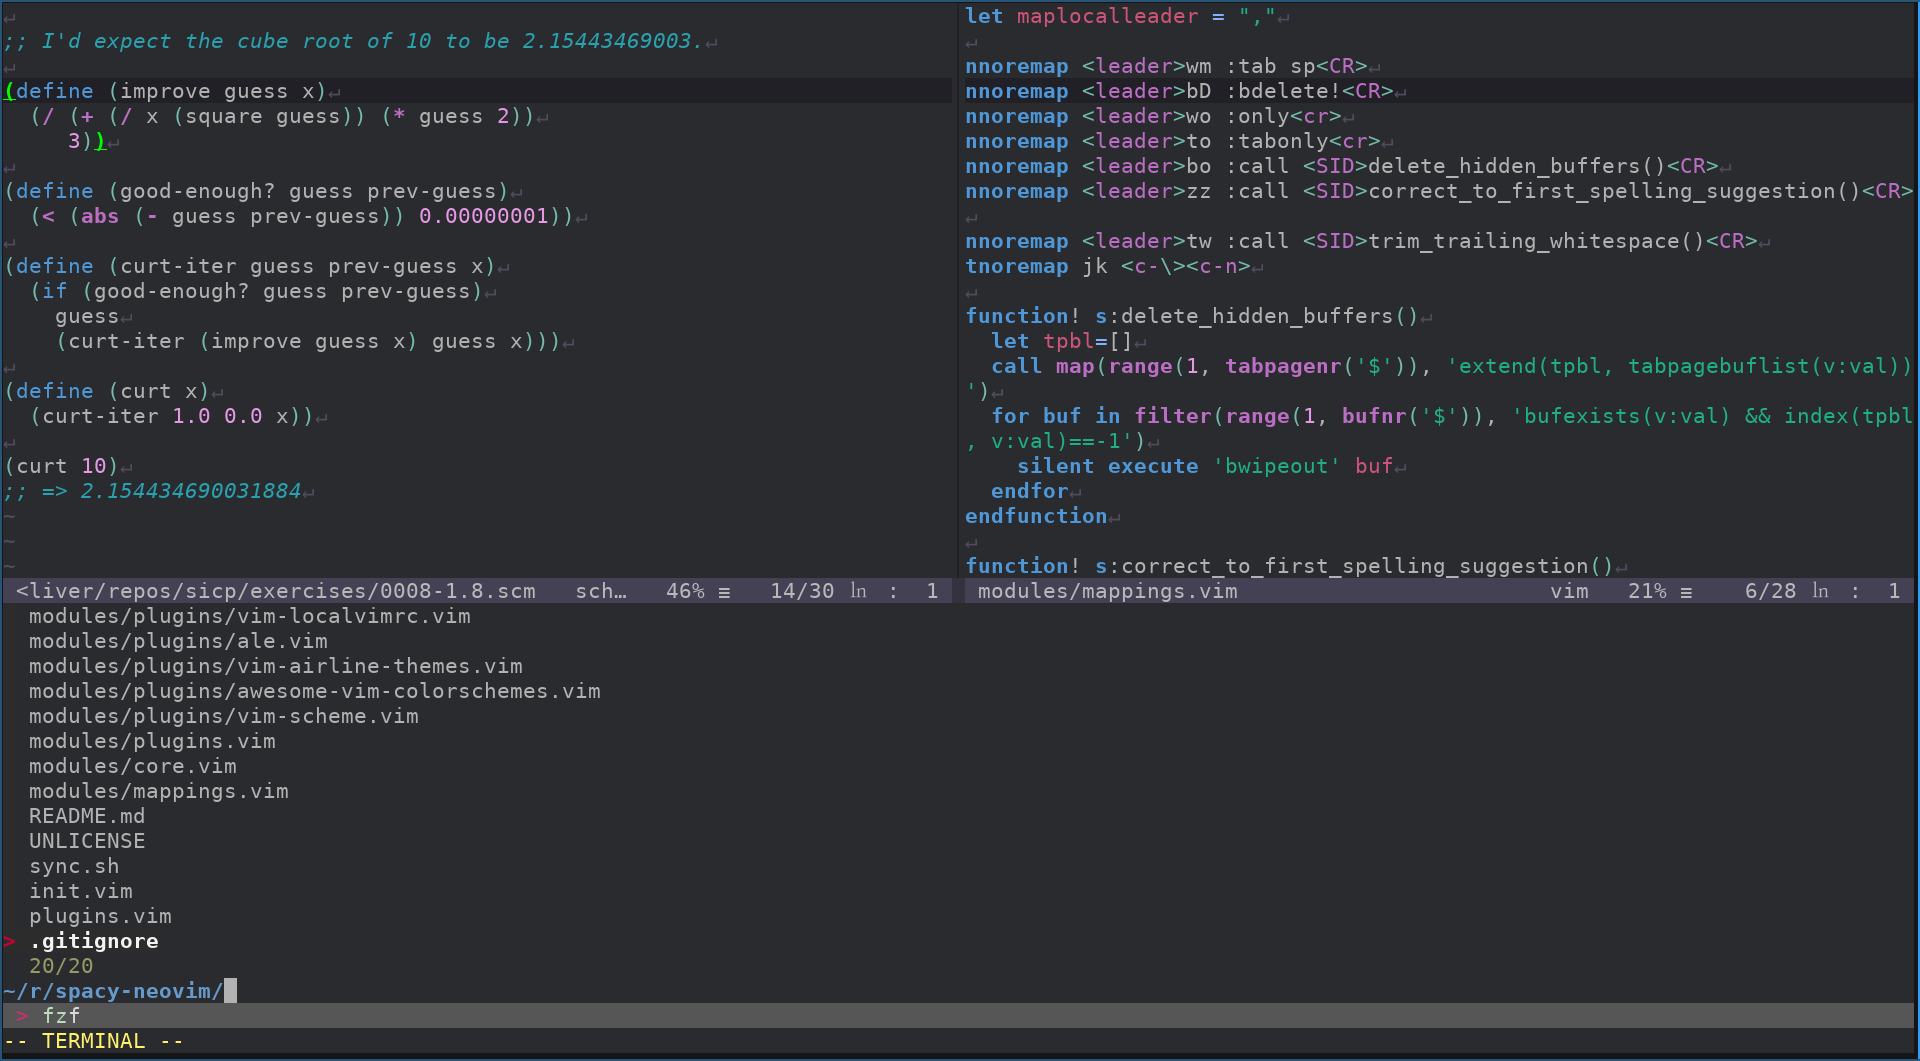 ;; I'd expect the cube root of 10 to be 2.15443469003.↵
↵
(define (improve guess x)↵
  (/ (+ (/ x (square guess)) (* guess 2))↵
     3))↵
↵
(define (good-enough? guess prev-guess)↵
  (< (abs (- guess prev-guess)) 0.00000001))↵
↵
(define (curt-iter guess prev-guess x)↵
  (if (good-enough? guess prev-guess)↵
    guess↵
    (curt-iter (improve guess x) guess x)))↵
↵
(define (curt x)↵
  (curt-iter 1.0 0.0 x))↵
↵
(curt 10)↵
;; => 2.154434690031884↵
~
~
~
<liver/repos/sicp/exercises/0008-1.8.scm   sch…   46% ≡   14/30 ln :  1
let maplocalleader = ","↵
↵
nnoremap <leader>wm :tab sp<CR>↵
nnoremap <leader>bD :bdelete!<CR>↵
nnoremap <leader>wo :only<cr>↵
nnoremap <leader>to :tabonly<cr>↵
nnoremap <leader>bo :call <SID>delete_hidden_buffers()<CR>↵
nnoremap <leader>zz :call <SID>correct_to_first_spelling_suggestion()<CR>
↵
nnoremap <leader>tw :call <SID>trim_trailing_whitespace()<CR>↵
tnoremap jk <c-\><c-n>↵
↵
function! s:delete_hidden_buffers()↵
  let tpbl=[]↵
  call map(range(1, tabpagenr('$')), 'extend(tpbl, tabpagebuflist(v:val))
')↵
  for buf in filter(range(1, bufnr('$')), 'bufexists(v:val) && index(tpbl
, v:val)==-1')↵
    silent execute 'bwipeout' buf↵
  endfor↵
endfunction↵
↵
function! s:correct_to_first_spelling_suggestion()↵
modules/mappings.vim   vim   21% ≡   6/28 ln :  1
  modules/plugins/vim-localvimrc.vim
  modules/plugins/ale.vim
  modules/plugins/vim-airline-themes.vim
  modules/plugins/awesome-vim-colorschemes.vim
  modules/plugins/vim-scheme.vim
  modules/plugins.vim
  modules/core.vim
  modules/mappings.vim
  README.md
  UNLICENSE
  sync.sh
  init.vim
  plugins.vim
> .gitignore
  20/20
~/r/spacy-neovim/
 > fzf
-- TERMINAL --